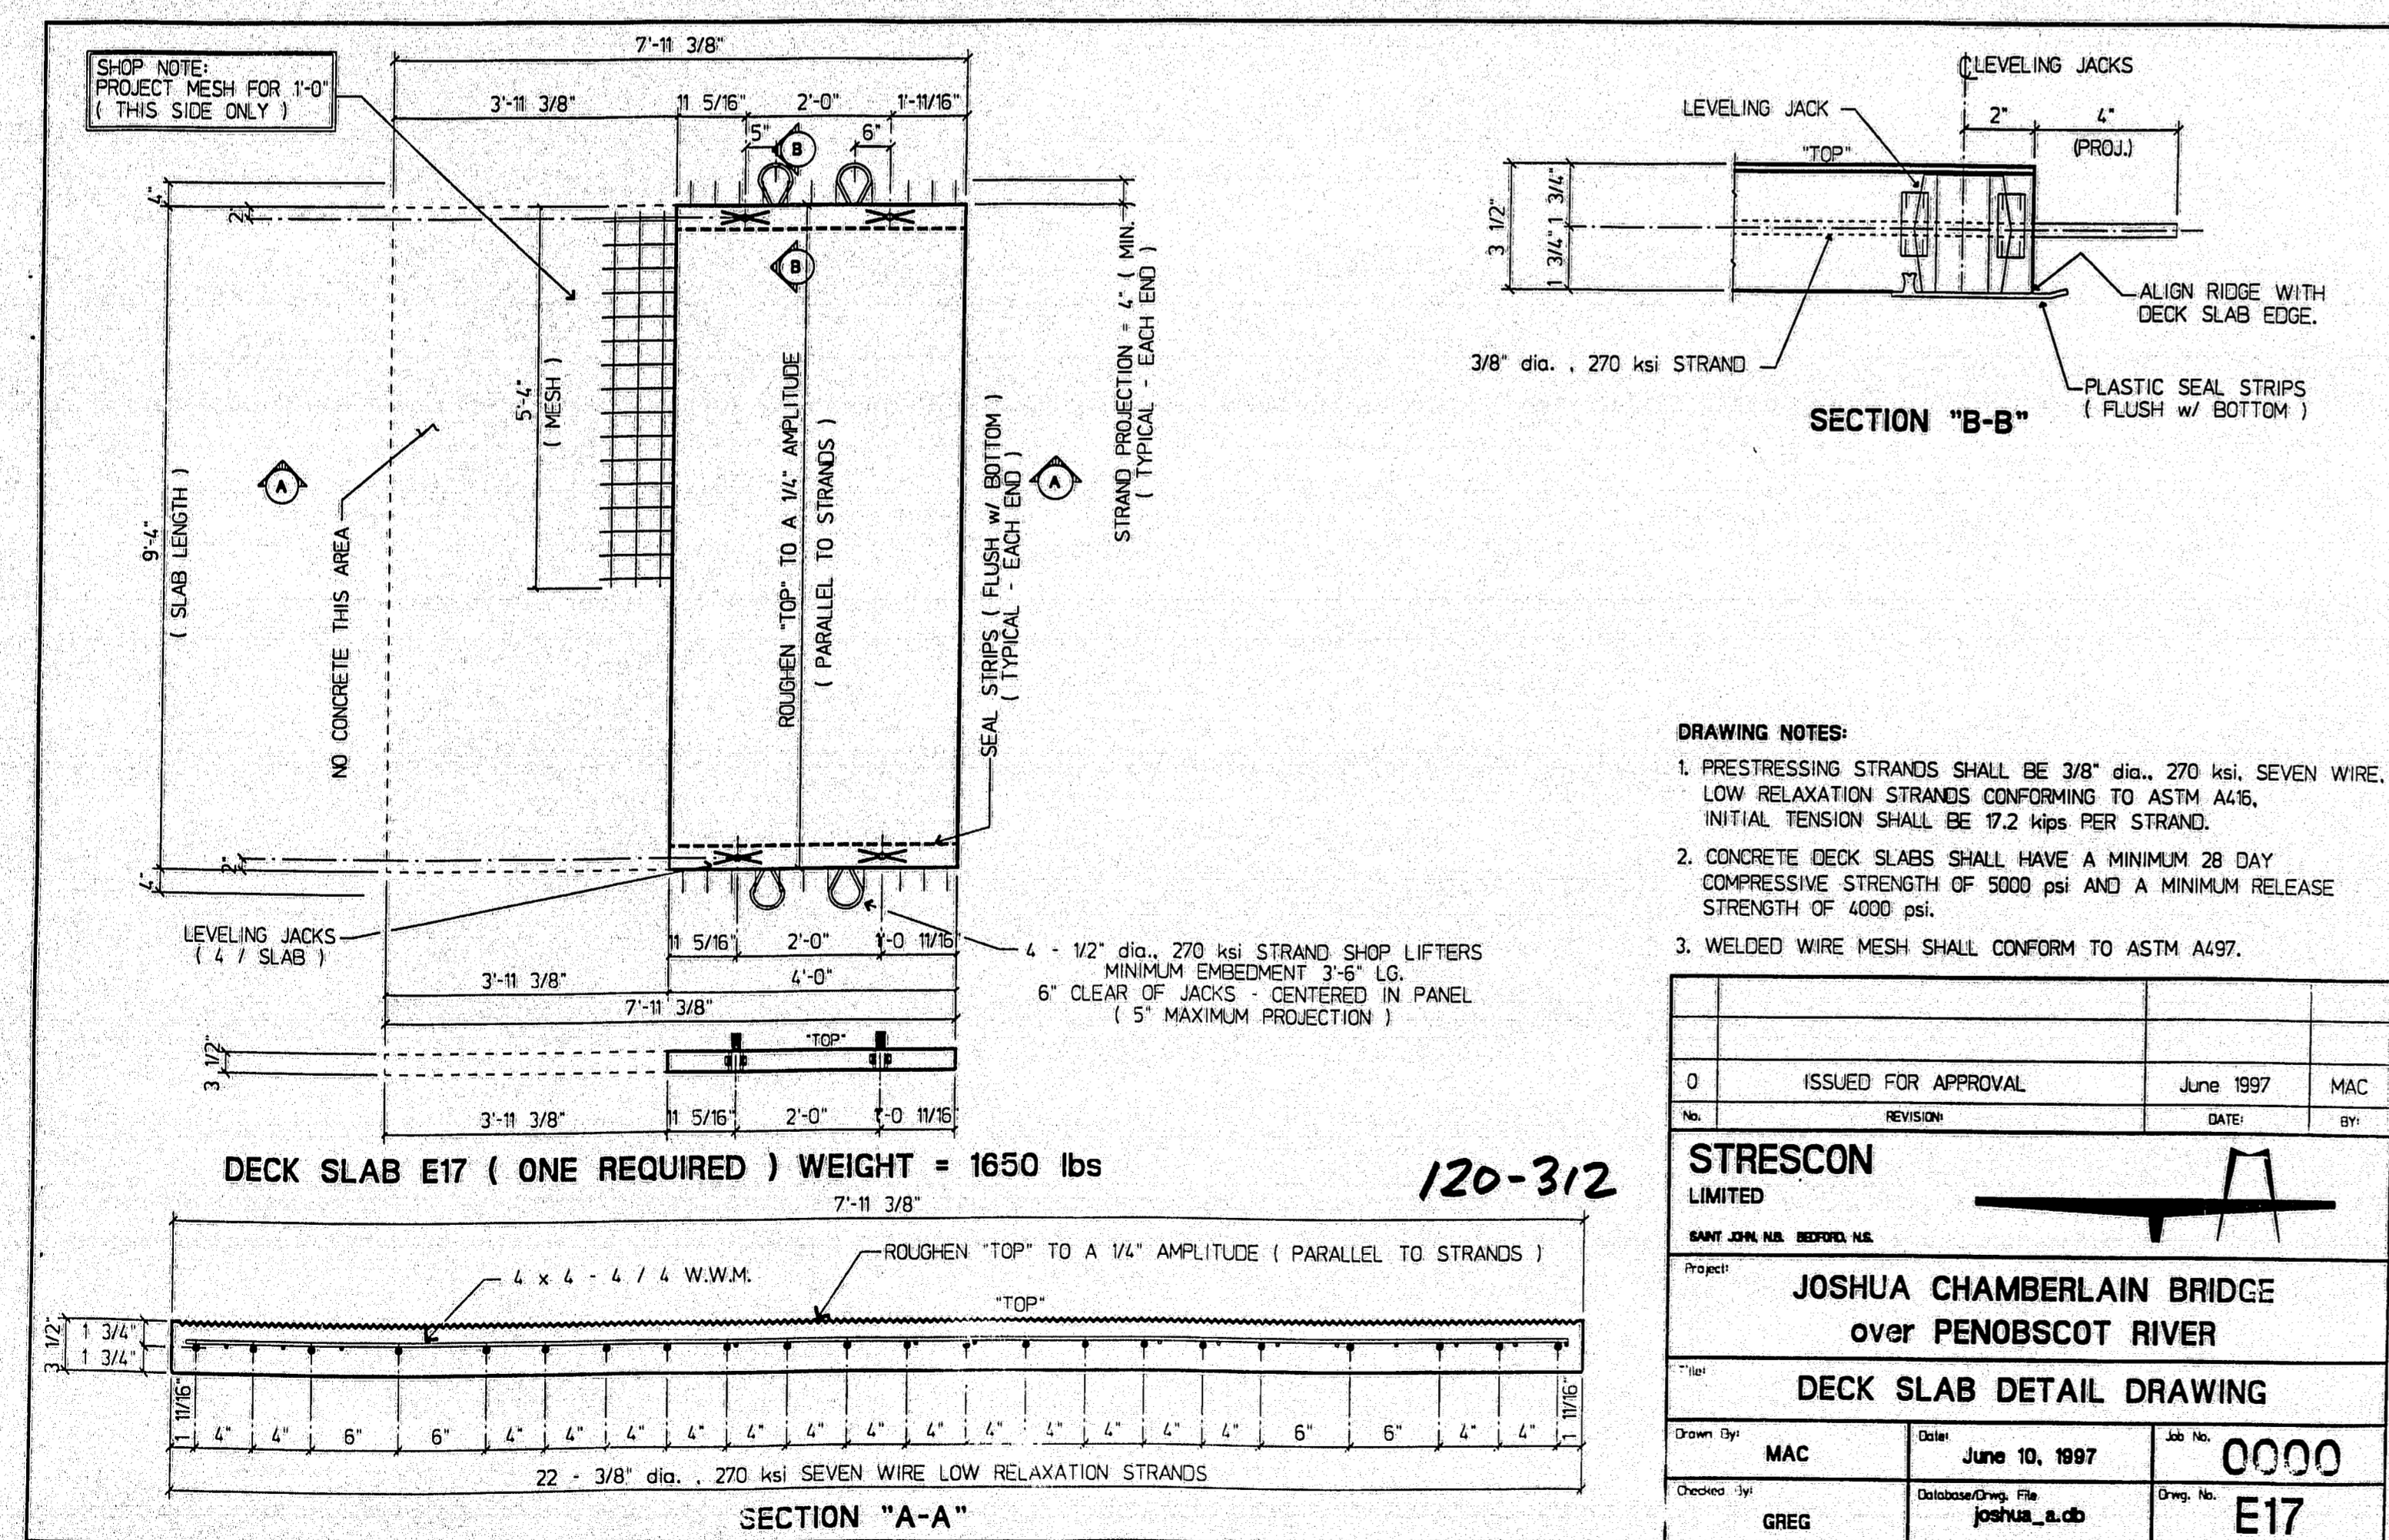 SHOP NOTE:
PROJECT MESH FOR 1'-0"
( THIS SIDE ONLY )
7'-11 3/8"
3'-11 3/8"
11 5/16"
2'-0"
1'-11/16"
5"
6"
B
B
4"
2"
5'-4"
( MESH )
9'-4"
( SLAB LENGTH )
A
NO CONCRETE THIS AREA
ROUGHEN "TOP" TO A 1/4" AMPLITUDE
( PARALLEL TO STRANDS )
SEAL STRIPS ( FLUSH w/ BOTTOM )
( TYPICAL - EACH END )
A
STRAND PROJECTION = 4" ( MIN. )
( TYPICAL - EACH END )
2"
4"
LEVELING JACKS
( 4 / SLAB )
11 5/16"
2'-0"
1'-0 11/16"
3'-11 3/8"
4'-0"
7'-11 3/8"
4 - 1/2" dia., 270 ksi STRAND SHOP LIFTERS
MINIMUM EMBEDMENT 3'-6" LG.
6" CLEAR OF JACKS - CENTERED IN PANEL
( 5" MAXIMUM PROJECTION )
"TOP"
3 1/2"
3'-11 3/8"
11 5/16"
2'-0"
1'-0 11/16
DECK SLAB E17 ( ONE REQUIRED ) WEIGHT = 1650 lbs
120-312
7'-11 3/8"
ROUGHEN "TOP" TO A 1/4" AMPLITUDE ( PARALLEL TO STRANDS )
4 x 4 - 4 / 4 W.W.M.
"TOP"
3 1/2"
1 3/4"
1 3/4"
1 11/16"
4" 4" 6" 6" 4" 4" 4" 4" 4" 4" 4" 4" 4" 4" 4" 4" 4" 6" 6" 4" 4"
1 11/16"
22 - 3/8" dia. , 270 ksi SEVEN WIRE LOW RELAXATION STRANDS
SECTION "A-A"
℄ LEVELING JACKS
LEVELING JACK
2"
4"
(PROJ.)
"TOP"
3 1/2"
1 3/4"
1 3/4"
ALIGN RIDGE WITH
DECK SLAB EDGE.
3/8" dia. , 270 ksi STRAND
PLASTIC SEAL STRIPS
( FLUSH w/ BOTTOM )
SECTION "B-B"
DRAWING NOTES:
1. PRESTRESSING STRANDS SHALL BE 3/8" dia., 270 ksi, SEVEN WIRE,
LOW RELAXATION STRANDS CONFORMING TO ASTM A416,
INITIAL TENSION SHALL BE 17.2 kips PER STRAND.
2. CONCRETE DECK SLABS SHALL HAVE A MINIMUM 28 DAY
COMPRESSIVE STRENGTH OF 5000 psi AND A MINIMUM RELEASE
STRENGTH OF 4000 psi.
3. WELDED WIRE MESH SHALL CONFORM TO ASTM A497.
0 ISSUED FOR APPROVAL June 1997 MAC
No. REVISION: DATE: BY:
STRESCON
LIMITED
SAINT JOHN, N.B. BEDFORD, N.S.
Project:
JOSHUA CHAMBERLAIN BRIDGE
over PENOBSCOT RIVER
Title:
DECK SLAB DETAIL DRAWING
Drawn By: Date: Job No.
MAC June 10, 1997 0000
Checked By: Database/Drwg. File Drwg. No.
GREG joshua_a.db E17